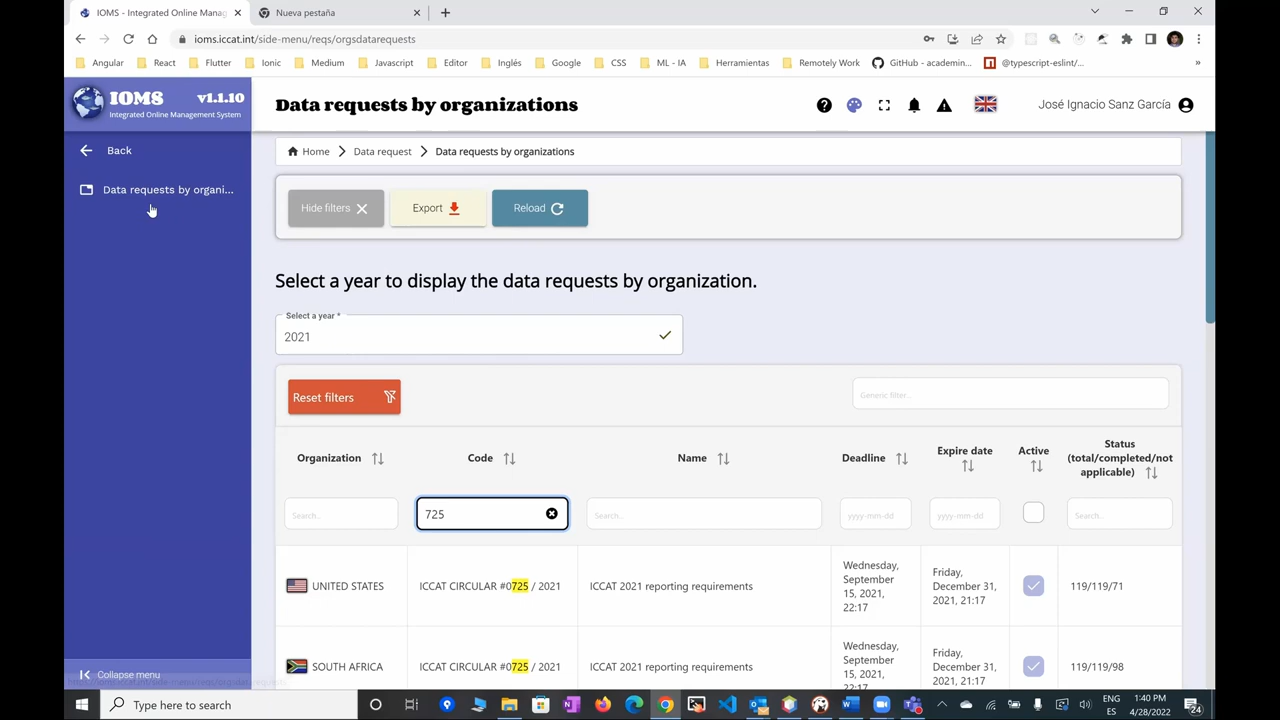 IOMS - Integrated Online Manag
Nueva pestaña
ioms.iccat.int/side-menu/reqs/orgsdatarequests
Angular
React
Flutter
Ionic
Medium
Javascript
Editor
Inglés
Google
CSS
ML - IA
Herramientas
Remotely Work
GitHub - academin...
@typescript-eslint/...
»
IOMS v1.1.10
Integrated Online Management System
Data requests by organizations
José Ignacio Sanz García
Back
Data requests by organi...
Home > Data request > Data requests by organizations
Hide filters
Export
Reload
Select a year to display the data requests by organization.
Select a year *
2021
Reset filters
Generic filter...
Organization
Code
Name
Deadline
Expire date
Active
Status
(total/completed/not
applicable)
Search..
725
Search...
yyyy-mm-dd
yyyy-mm-dd
Search...
UNITED STATES
ICCAT CIRCULAR #0725 / 2021
ICCAT 2021 reporting requirements
Wednesday,
September
15, 2021,
22:17
Friday,
December 31,
2021, 21:17
119/119/71
SOUTH AFRICA
ICCAT CIRCULAR #0725 / 2021
ICCAT 2021 reporting requirements
Wednesday,
September
15, 2021,
22:17
Friday,
December 31,
2021, 21:17
119/119/98
Collapse menu
Type here to search
ENG
ES
1:40 PM
4/28/2022
24